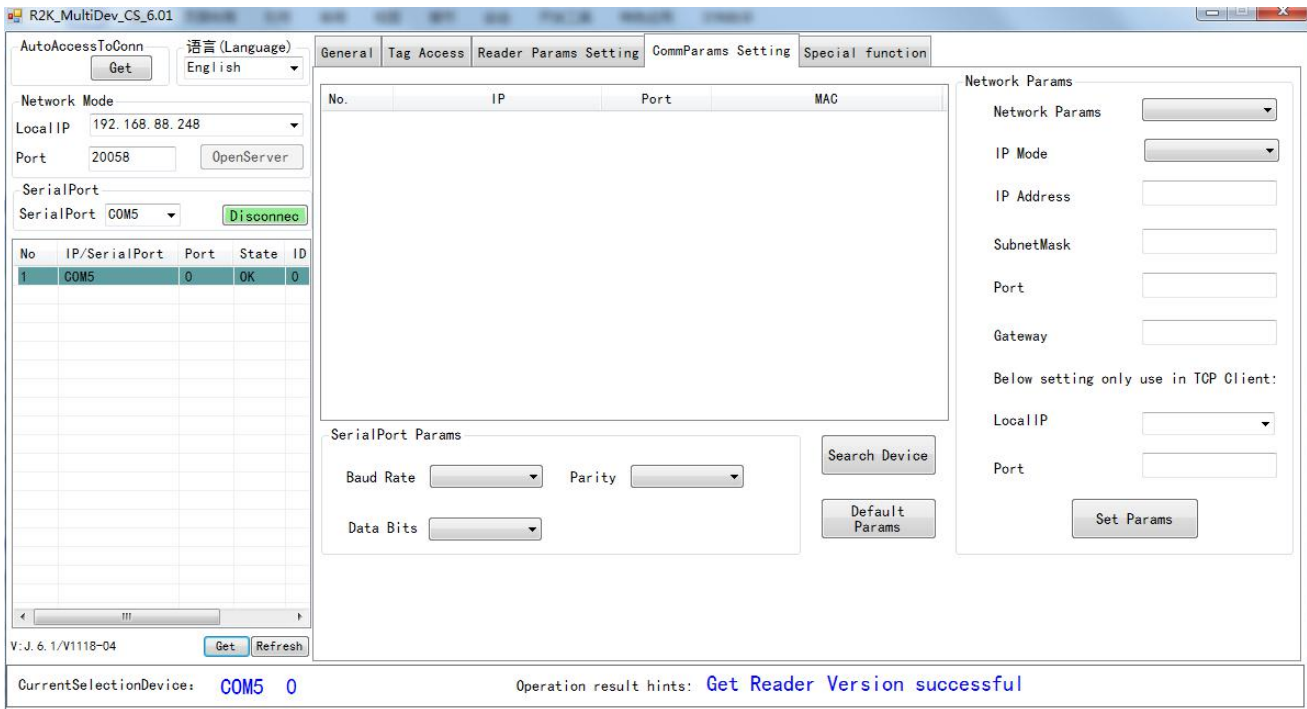 R2K_MultiDev_CS_6.01
AutoAccessToConn
Get
语言(Language)
English
Network Mode
LocalIP 192.168.88.248
Port 20058 OpenServer
SerialPort
SerialPort COM5 Disconnec
No IP/SerialPort Port State ID
1 COM5 0 OK 0
V:J.6.1/V1118-04 Get Refresh
General Tag Access Reader Params Setting CommParams Setting Special function
No. IP Port MAC
SerialPort Params
Baud Rate Parity
Data Bits
Search Device
Default
Params
Network Params
Network Params
IP Mode
IP Address
SubnetMask
Port
Gateway
Below setting only use in TCP Client:
LocalIP
Port
Set Params
CurrentSelectionDevice: COM5 0 Operation result hints: Get Reader Version successful